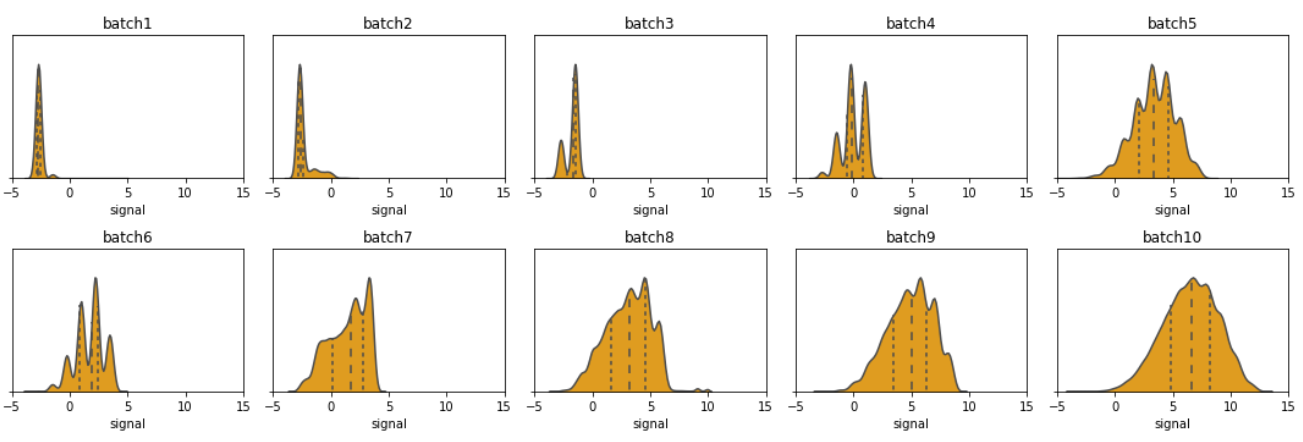 batch1 batch2 batch3 batch4 batch5
−5 0 5 10 15 −5 0 5 10 15 −5 0 5 10 15 −5 0 5 10 15 −5 0 5 10 15
signal signal signal signal signal
batch6 batch7 batch8 batch9 batch10
−5 0 5 10 15 −5 0 5 10 15 −5 0 5 10 15 −5 0 5 10 15 −5 0 5 10 15
signal signal signal signal signal